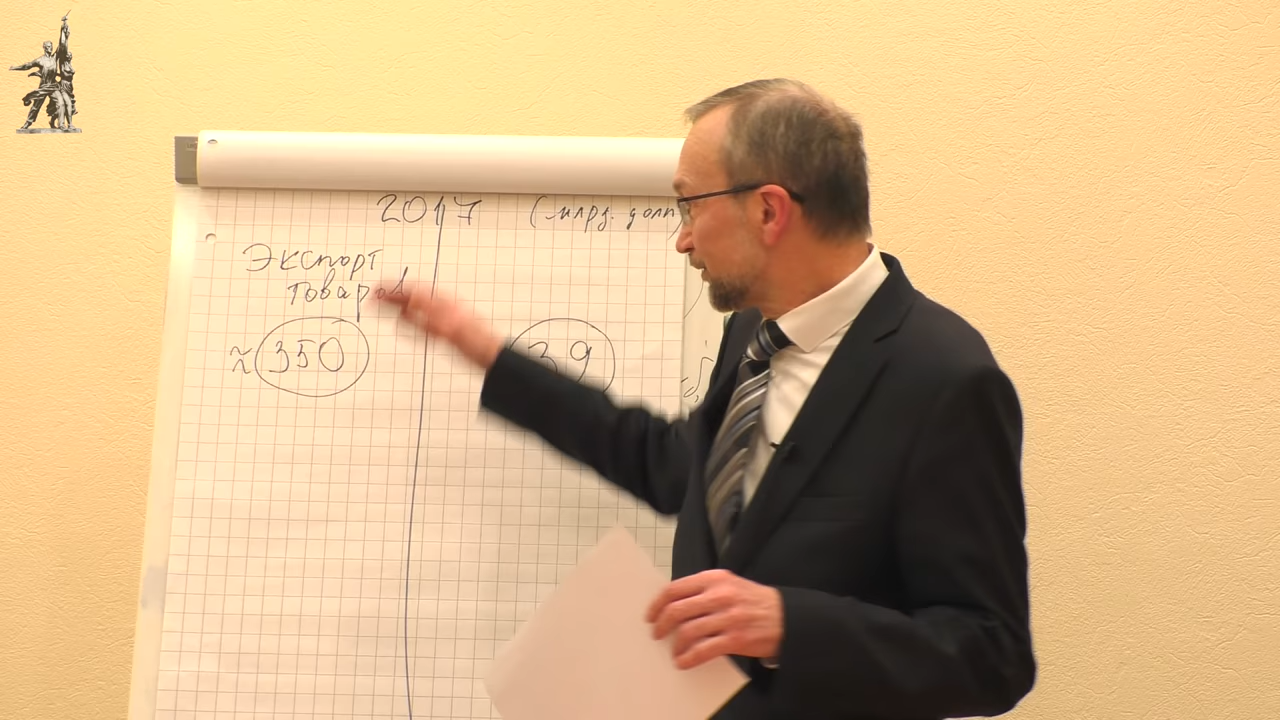 2017 (млрд. долл
Экспорт
товаров
≈ 350
39